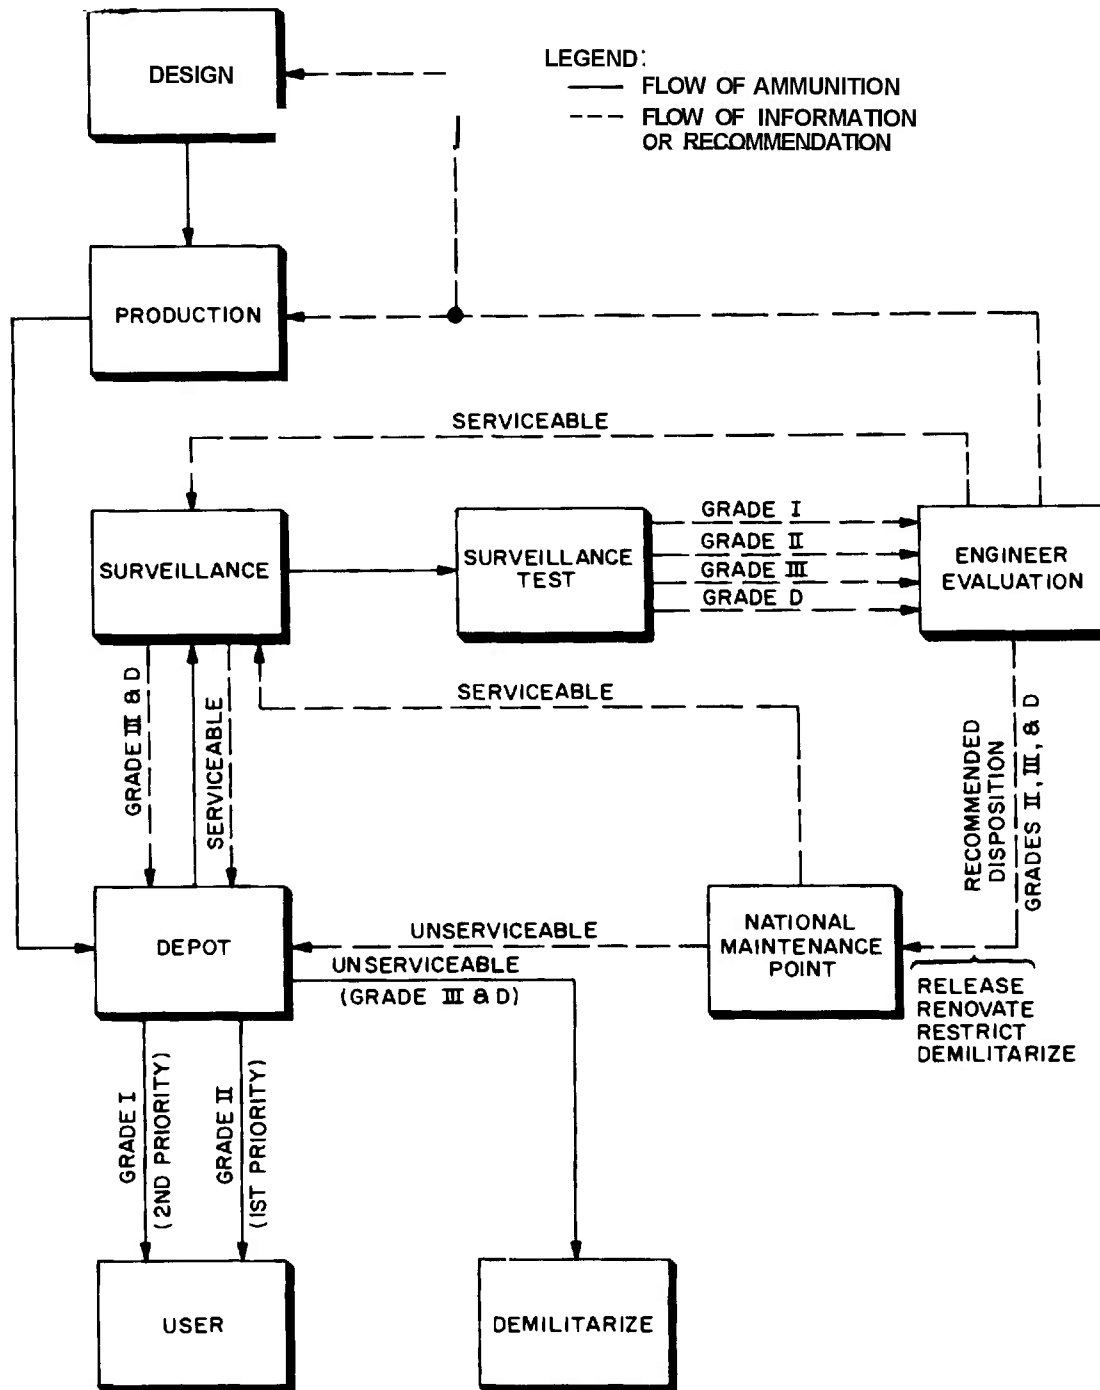 DESIGN
LEGEND:
FLOW OF AMMUNITION
FLOW OF INFORMATION
OR RECOMMENDATION
PRODUCTION
SERVICEABLE
SURVEILLANCE
SURVEILLANCE
TEST
GRADE I
GRADE II
GRADE III
GRADE D
ENGINEER
EVALUATION
GRADE III & D
SERVICEABLE
SERVICEABLE
RECOMMENDED
DISPOSITION
GRADES II, III, & D
DEPOT
UNSERVICEABLE
UNSERVICEABLE
(GRADE III & D)
NATIONAL
MAINTENANCE
POINT
RELEASE
RENOVATE
RESTRICT
DEMILITARIZE
GRADE I
(2ND PRIORITY)
GRADE II
(1ST PRIORITY)
USER
DEMILITARIZE